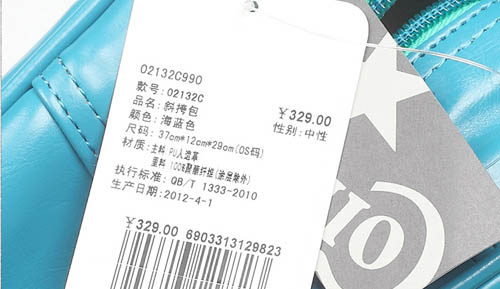 02132C990
款号: 02132C
品名: 斜挎包
颜色: 海蓝色
尺码: 37cm*12cm*29cm(OS码)
材质: 主料 PU人造革
里料 100%聚酯纤维(涂层除外)
执行标准: QB/T 1333-2010
生产日期: 2012-4-1
¥329.00
性别: 中性
¥329.00 6903313129823